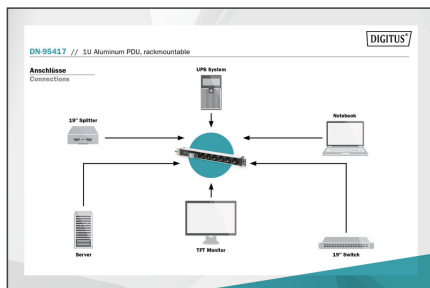 DIGITUS®
DN-95417 // 1U Aluminum PDU, rackmountable
Anschlüsse
Connections
UPS System
19" Splitter
Notebook
Server
TFT Monitor
19" Switch